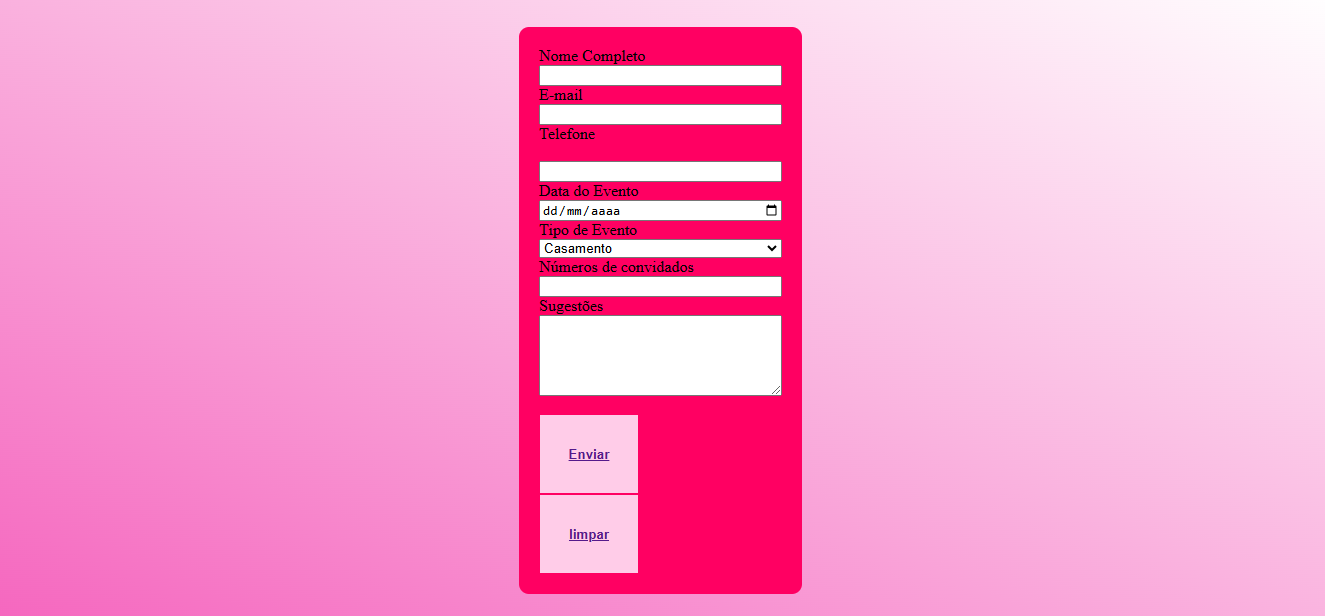 Nome Completo
E-mail
Telefone
Data do Evento
dd/mm/aaaa
Tipo de Evento
Casamento
Números de convidados
Sugestões
Enviar
limpar